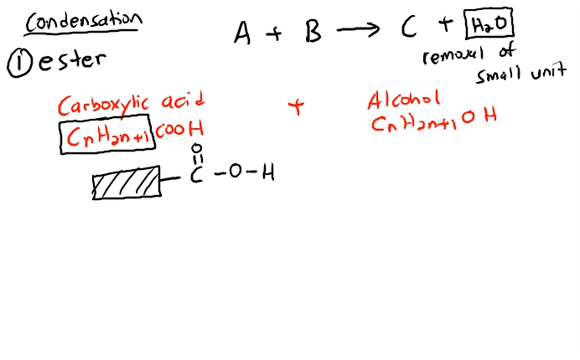 Condensation
A + B → C + H₂O
removal of
small unit
① ester
Carboxylic acid + Alcohol
CₙH₂ₙ₊₁COOH
CₙH₂ₙ₊₁OH
O
C-O-H